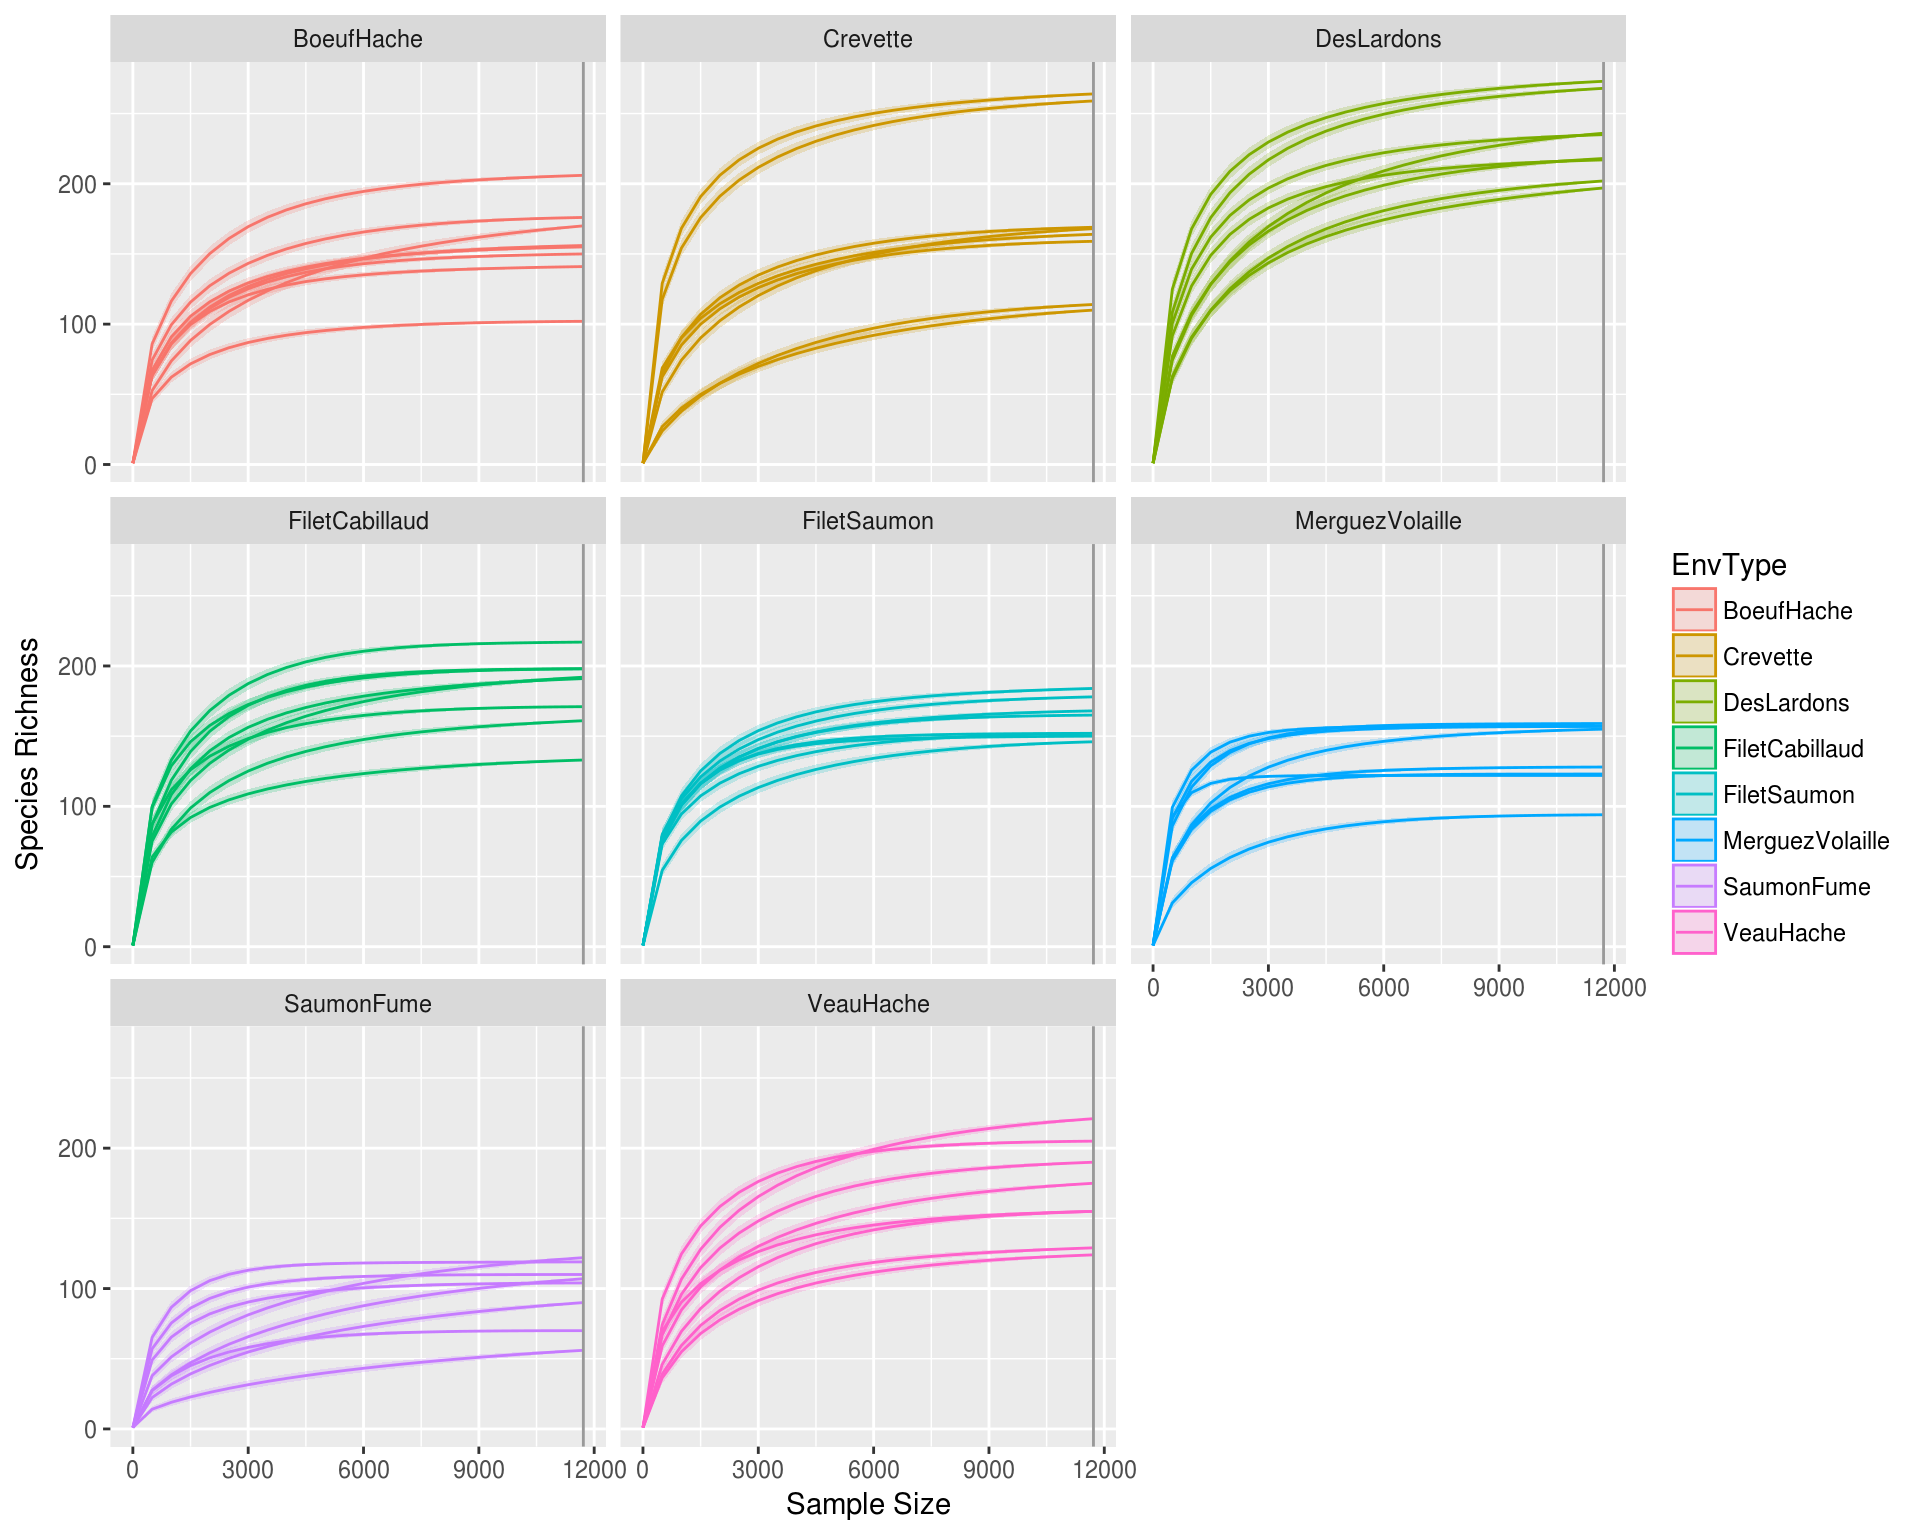 BoeufHache
Crevette
DesLardons
200
100
0
FiletCabillaud
FiletSaumon
MerguezVolaille
200
100
0
0 3000 6000 9000 12000
SaumonFume
VeauHache
200
100
0
0 3000 6000 9000 12000
0 3000 6000 9000 12000
Species Richness
Sample Size
EnvType
BoeufHache
Crevette
DesLardons
FiletCabillaud
FiletSaumon
MerguezVolaille
SaumonFume
VeauHache